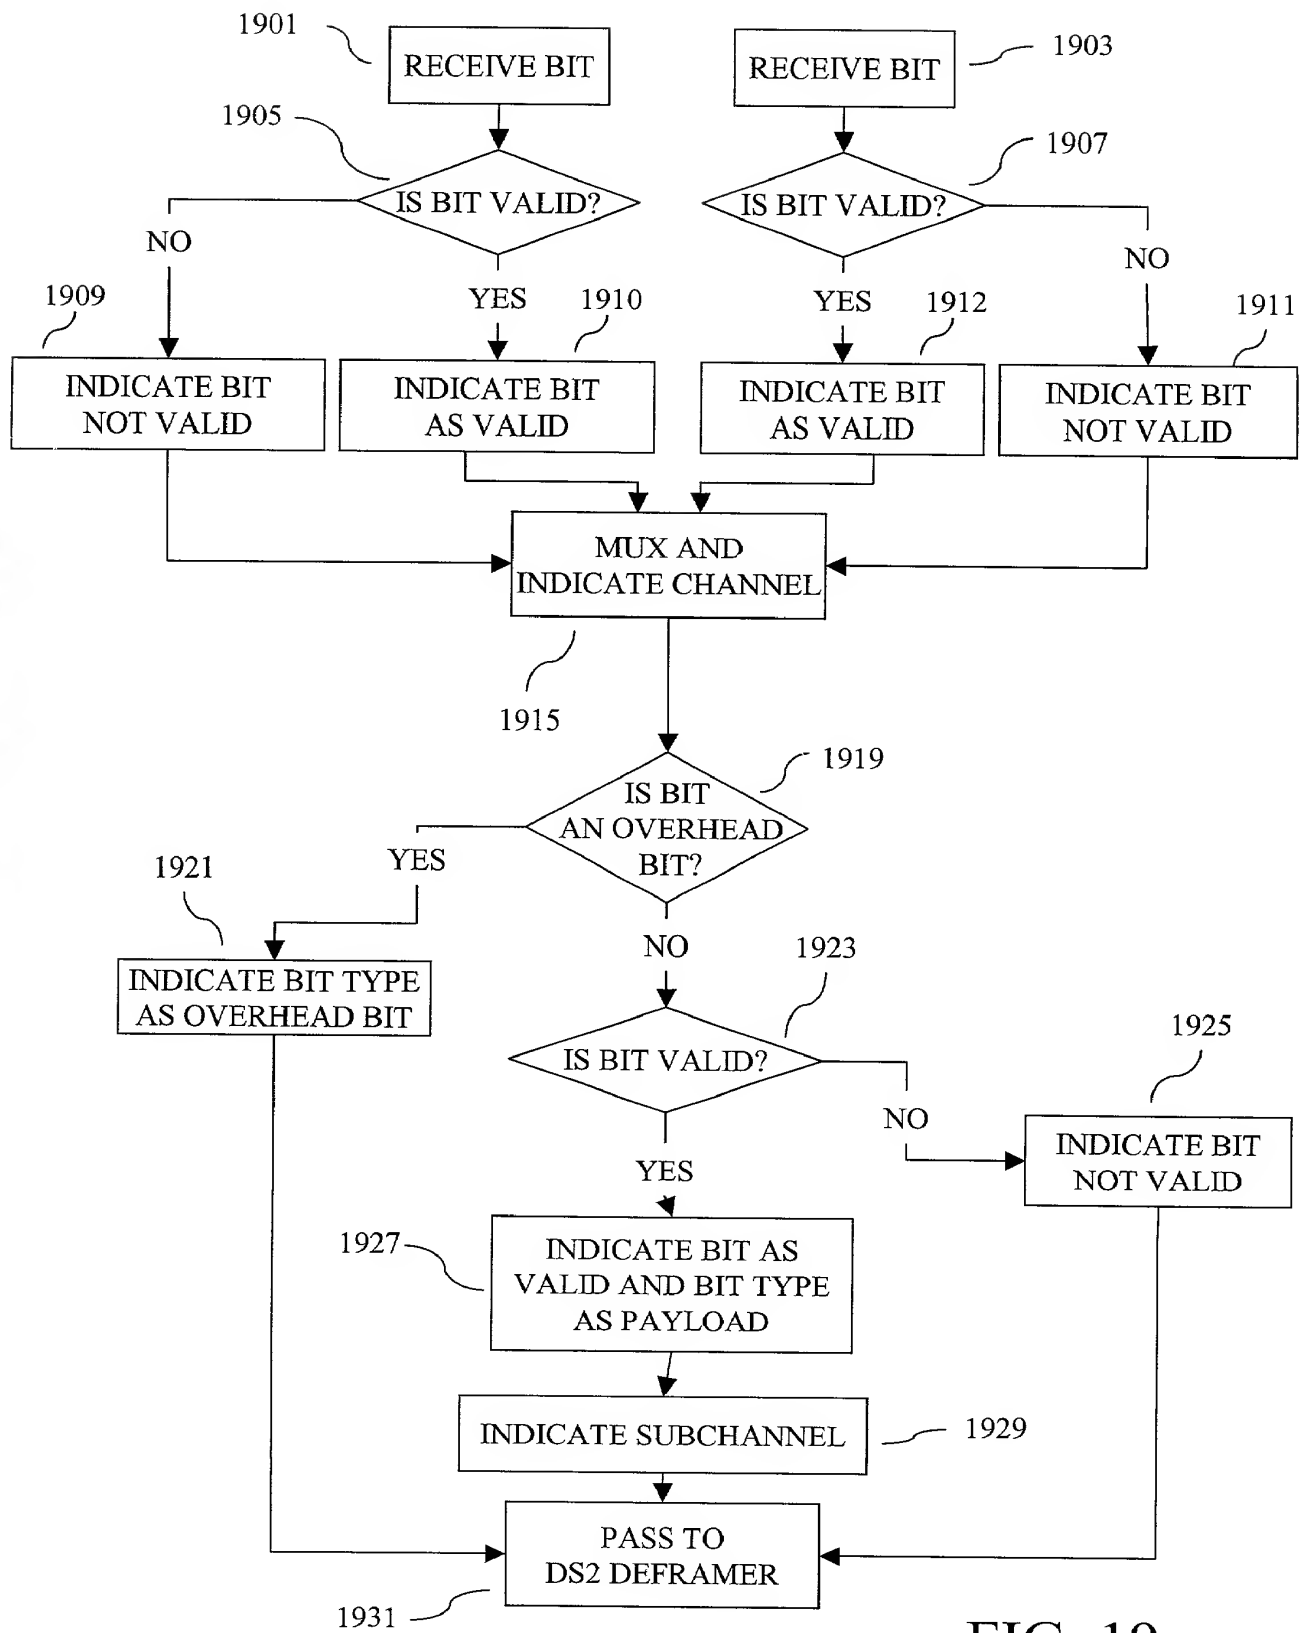 1901
RECEIVE BIT
RECEIVE BIT
1903
1905
1907
IS BIT VALID?
IS BIT VALID?
NO
NO
1909
YES
1910
YES
1912
1911
INDICATE BIT
NOT VALID
INDICATE BIT
AS VALID
INDICATE BIT
AS VALID
INDICATE BIT
NOT VALID
MUX AND
INDICATE CHANNEL
1915
1919
IS BIT
AN OVERHEAD
BIT?
YES
1921
NO
1923
INDICATE BIT TYPE
AS OVERHEAD BIT
IS BIT VALID?
1925
NO
YES
INDICATE BIT
NOT VALID
1927
INDICATE BIT AS
VALID AND BIT TYPE
AS PAYLOAD
INDICATE SUBCHANNEL
1929
PASS TO
DS2 DEFRAMER
1931
FIG. 19